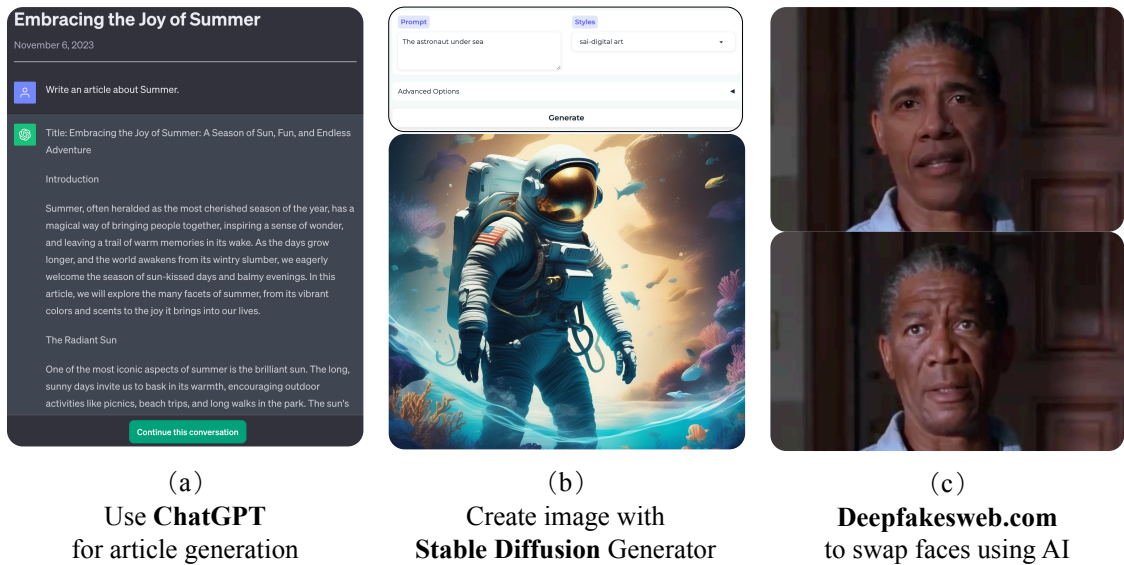 Embracing the Joy of Summer
November 6, 2023
Write an article about Summer.
Title: Embracing the Joy of Summer: A Season of Sun, Fun, and Endless
Adventure
Introduction
Summer, often heralded as the most cherished season of the year, has a
magical way of bringing people together, inspiring a sense of wonder,
and leaving a trail of warm memories in its wake. As the days grow
longer, and the world awakens from its wintry slumber, we eagerly
welcome the season of sun-kissed days and balmy evenings. In this
article, we will explore the many facets of summer, from its vibrant
colors and scents to the joy it brings into our lives.
The Radiant Sun
One of the most iconic aspects of summer is the brilliant sun. The long,
sunny days invite us to bask in its warmth, encouraging outdoor
activities like picnics, beach trips, and long walks in the park. The sun's
Continue this conversation
(a)
Use ChatGPT
for article generation
Prompt
Styles
The astronaut under sea
sai-digital art
Advanced Options
Generate
(b)
Create image with
Stable Diffusion Generator
(c)
Deepfakesweb.com
to swap faces using AI